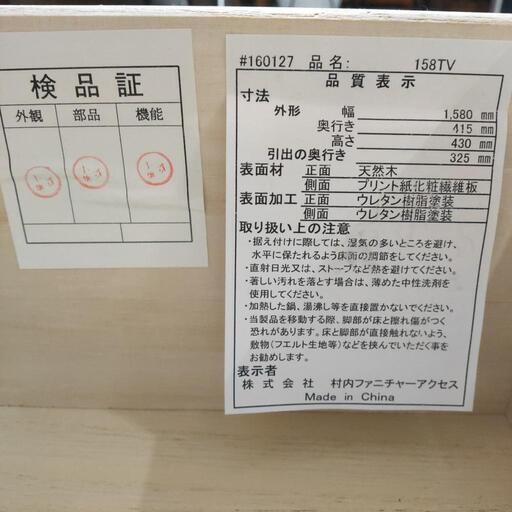 検品証
外観 部品 機能
#160127 品名: 158TV
品質表示
寸法
外形 幅 1,580 mm
奥行き 415 mm
高さ 430 mm
引出の奥行き 325 mm
表面材 正面 天然木
側面 プリント紙化粧繊維板
表面加工 正面 ウレタン樹脂塗装
側面 ウレタン樹脂塗装
取り扱い上の注意
・据え付けに際しては、湿気の多いところを避け、
水平に保たれるよう床面の調節をしてください。
・直射日光又は、ストーブなど熱を避けてください。
・著しい汚れを落とす場合は、薄めた中性洗剤を
使用してください。
・加熱した鍋、湯沸し等を直接置かないでください。
・当製品を移動する際、脚部が床と擦れ傷がつく
恐れがあります。床と脚部が直接触れないよう、
敷物(フエルト生地等)などを挟んでいただく事を
お勧めします。
表示者
株式会社 村内ファニチャーアクセス
Made in China